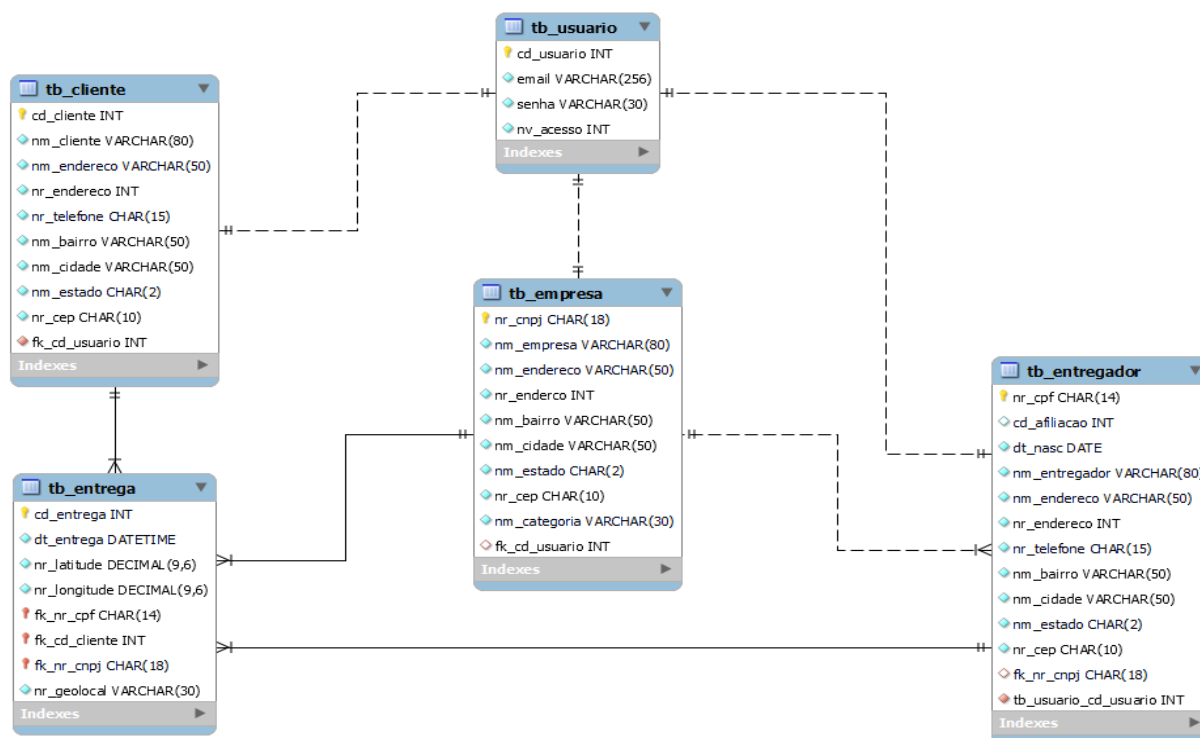 tb_usuario
cd_usuario INT
email VARCHAR(256)
senha VARCHAR(30)
nv_acesso INT
Indexes
tb_cliente
cd_cliente INT
nm_cliente VARCHAR(80)
nm_endereco VARCHAR(50)
nr_endereco INT
nr_telefone CHAR(15)
nm_bairro VARCHAR(50)
nm_cidade VARCHAR(50)
nm_estado CHAR(2)
nr_cep CHAR(10)
fk_cd_usuario INT
Indexes
tb_empresa
nr_cnpj CHAR(18)
nm_empresa VARCHAR(80)
nm_endereco VARCHAR(50)
nr_enderco INT
nm_bairro VARCHAR(50)
nm_cidade VARCHAR(50)
nm_estado CHAR(2)
nr_cep CHAR(10)
nm_categoria VARCHAR(30)
fk_cd_usuario INT
Indexes
tb_entregador
nr_cpf CHAR(14)
cd_afiliacao INT
dt_nasc DATE
nm_entregador VARCHAR(80)
nm_endereco VARCHAR(50)
nr_endereco INT
nr_telefone CHAR(15)
nm_bairro VARCHAR(50)
nm_cidade VARCHAR(50)
nm_estado CHAR(2)
nr_cep CHAR(10)
fk_nr_cnpj CHAR(18)
tb_usuario_cd_usuario INT
Indexes
tb_entrega
cd_entrega INT
dt_entrega DATETIME
nr_latitude DECIMAL(9,6)
nr_longitude DECIMAL(9,6)
fk_nr_cpf CHAR(14)
fk_cd_cliente INT
fk_nr_cnpj CHAR(18)
nr_geolocal VARCHAR(30)
Indexes